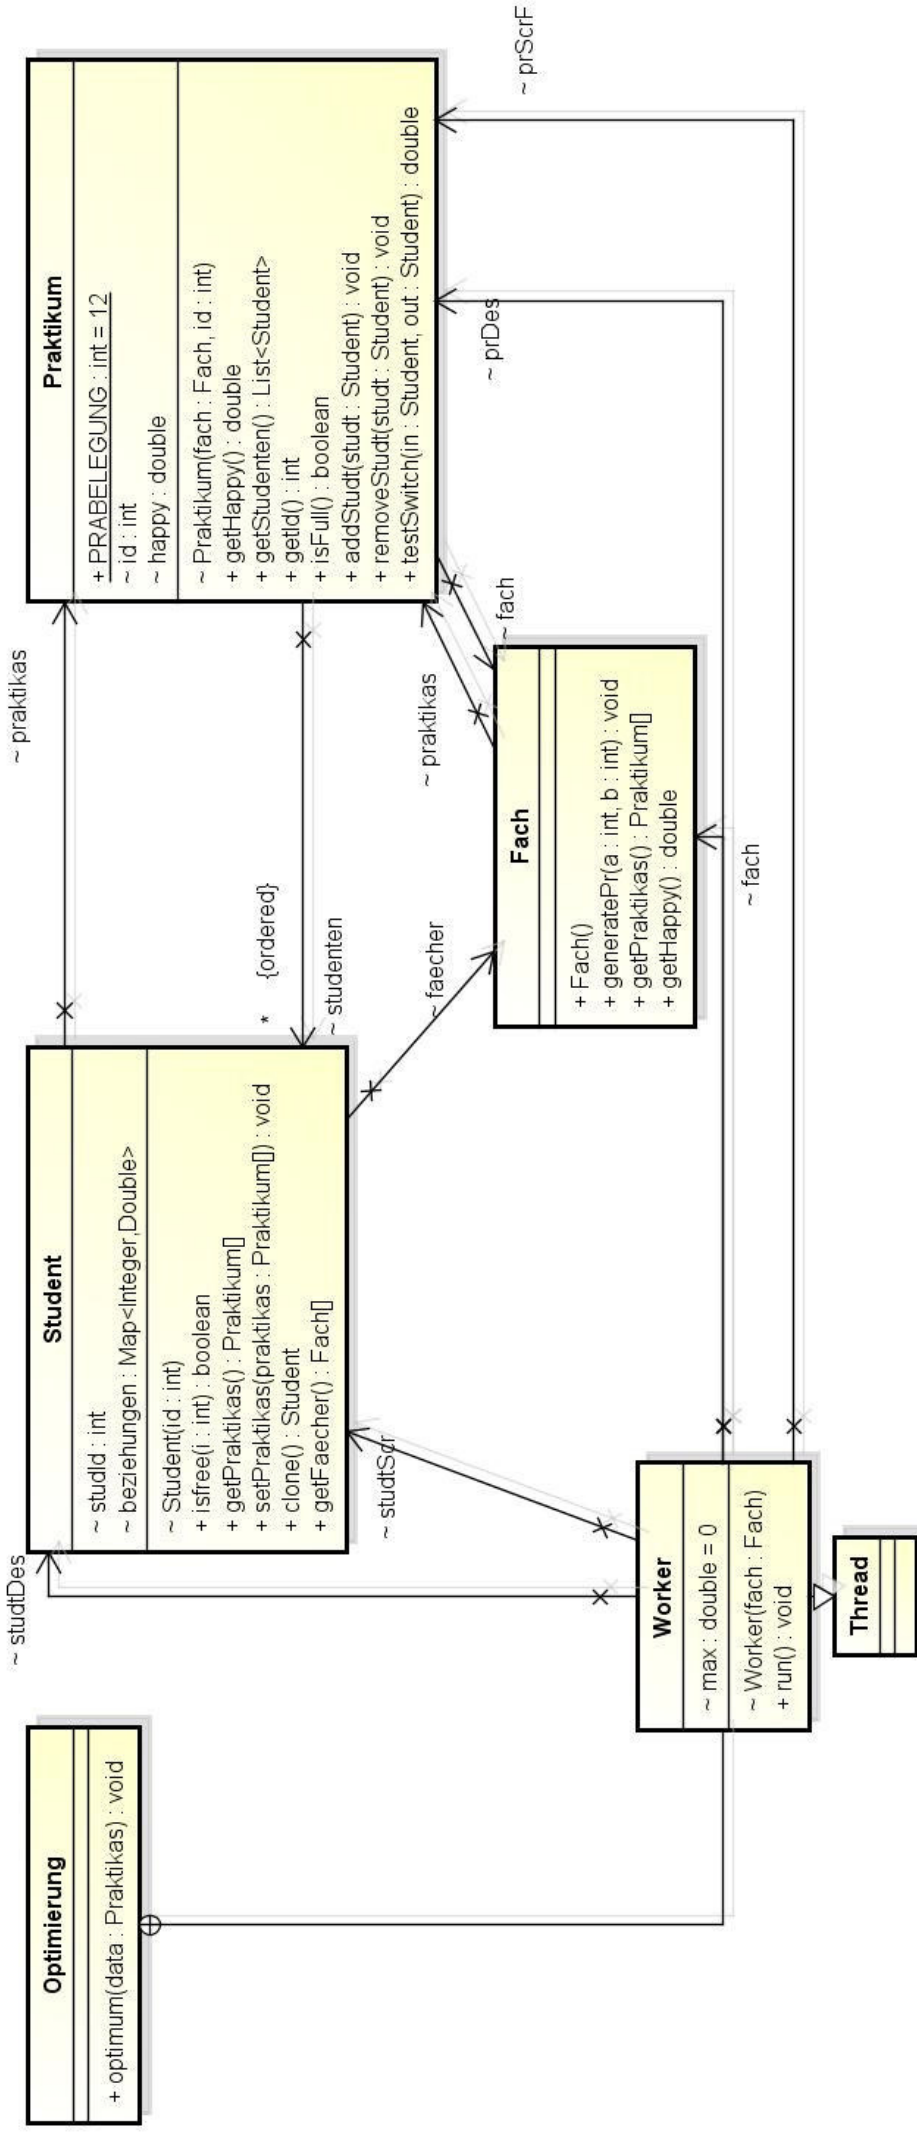 Optimierung
+ optimum(data : Praktikas) : void
~ studtDes
Student
~ studId : int
~ beziehungen : Map<Integer,Double>
~ Student(id : int)
+ isfree(i : int) : boolean
+ getPraktikas() : Praktikum[]
+ setPraktikas(praktikas : Praktikum[]) : void
+ clone() : Student
+ getFaecher() : Fach[]
~ praktikas
* {ordered}
~ studenten
Praktikum
+ PRABELEGUNG : int = 12
~ id : int
~ happy : double
~ Praktikum(fach : Fach, id : int)
+ getHappy() : double
+ getStudenten() : List<Student>
+ getId() : int
+ isFull() : boolean
+ addStudt(studt : Student) : void
+ removeStudt(studt : Student) : void
+ testSwitch(in : Student, out : Student) : double
~ studtScr
~ faecher
~ praktikas
~ fach
~ prDes
~ prScrF
Fach
+ Fach()
+ generatePr(a : int, b : int) : void
+ getPraktikas() : Praktikum[]
+ getHappy() : double
~ fach
Worker
~ max : double = 0
~ Worker(fach : Fach)
+ run() : void
Thread